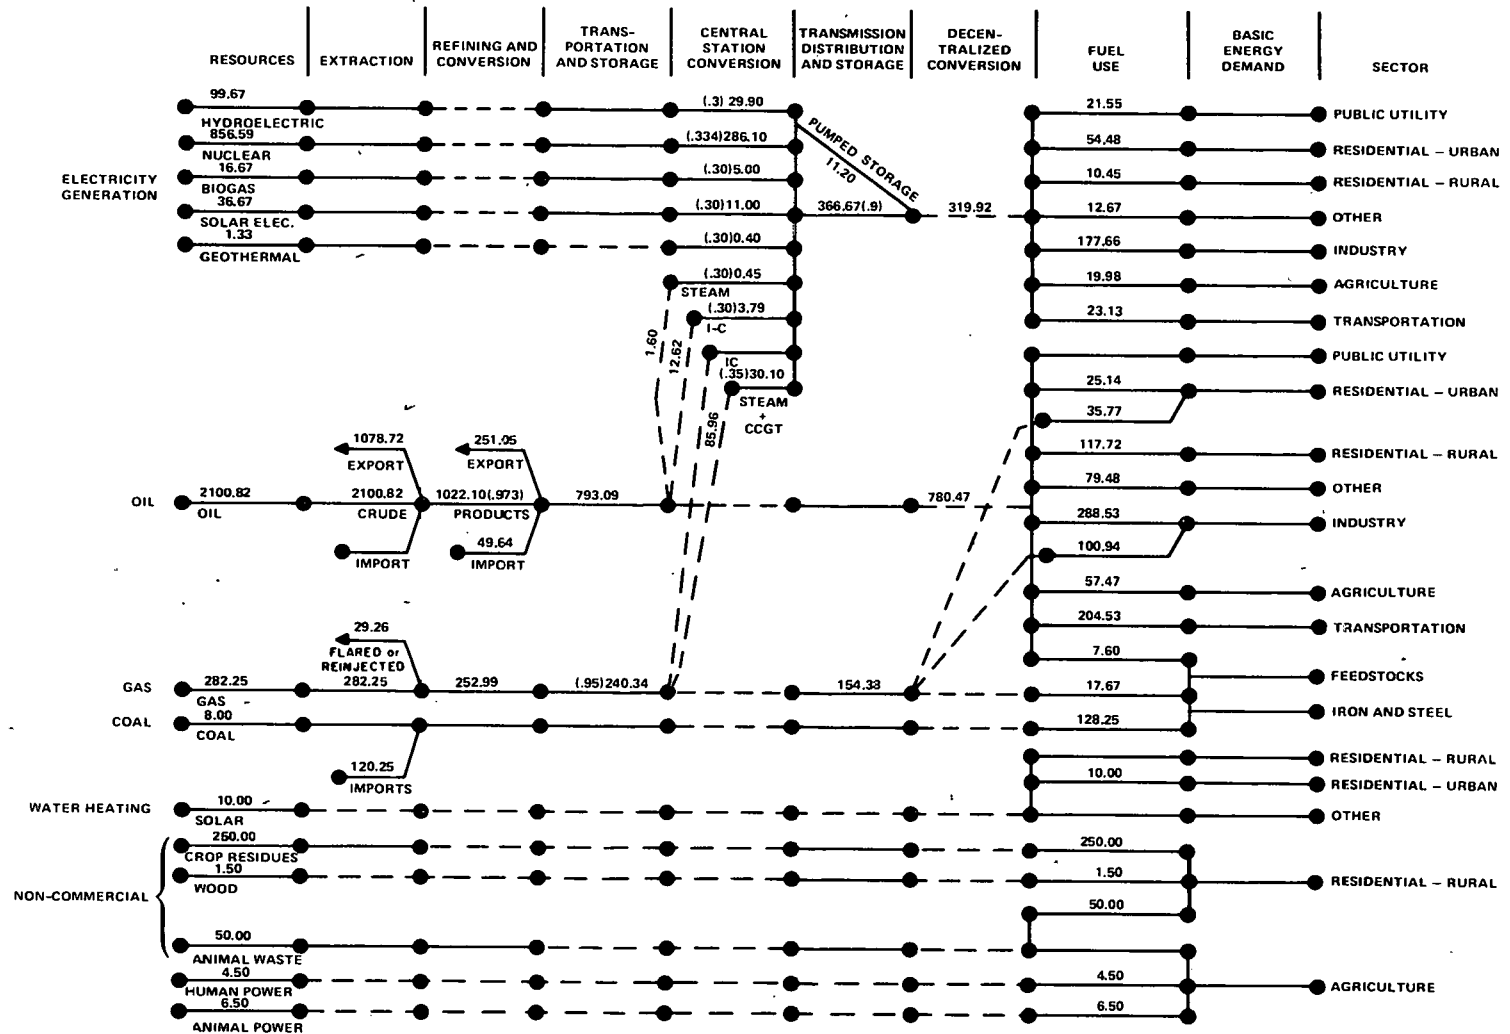 RESOURCES
EXTRACTION
REFINING AND
CONVERSION
TRANS-
PORTATION
AND STORAGE
CENTRAL
STATION
CONVERSION
TRANSMISSION
DISTRIBUTION
AND STORAGE
DECEN-
TRALIZED
CONVERSION
FUEL
USE
BASIC
ENERGY
DEMAND
SECTOR
ELECTRICITY
GENERATION
99.67
HYDROELECTRIC
(.3) 29.90
856.59
NUCLEAR
(.334)286.10
16.67
BIOGAS
(.30)5.00
36.67
SOLAR ELEC.
(.30)11.00
1.33
GEOTHERMAL
(.30)0.40
(.30)0.45
STEAM
(.30)3.79
I-C
IC
(.35)30.10
STEAM
+
CCGT
1.60
12.62
85.96
PUMPED STORAGE
11.20
366.67(.9)
319.92
21.55
PUBLIC UTILITY
54.48
RESIDENTIAL – URBAN
10.45
RESIDENTIAL – RURAL
12.67
OTHER
177.66
INDUSTRY
19.98
AGRICULTURE
23.13
TRANSPORTATION
PUBLIC UTILITY
25.14
RESIDENTIAL – URBAN
35.77
117.72
RESIDENTIAL – RURAL
79.48
OTHER
288.53
INDUSTRY
100.94
57.47
AGRICULTURE
204.53
TRANSPORTATION
7.60
FEEDSTOCKS
17.67
IRON AND STEEL
128.25
OIL
2100.82
OIL
1078.72
EXPORT
2100.82
CRUDE
IMPORT
251.05
EXPORT
1022.10(.973)
PRODUCTS
49.64
IMPORT
793.09
780.47
GAS
282.25
GAS
29.26
FLARED or
REINJECTED
282.25
252.99
(.95)240.34
154.33
COAL
8.00
COAL
120.25
IMPORTS
RESIDENTIAL – RURAL
10.00
RESIDENTIAL – URBAN
OTHER
WATER HEATING
10.00
SOLAR
NON-COMMERCIAL
250.00
CROP RESIDUES
250.00
1.50
WOOD
1.50
RESIDENTIAL – RURAL
50.00
50.00
ANIMAL WASTE
4.50
HUMAN POWER
4.50
AGRICULTURE
6.50
ANIMAL POWER
6.50